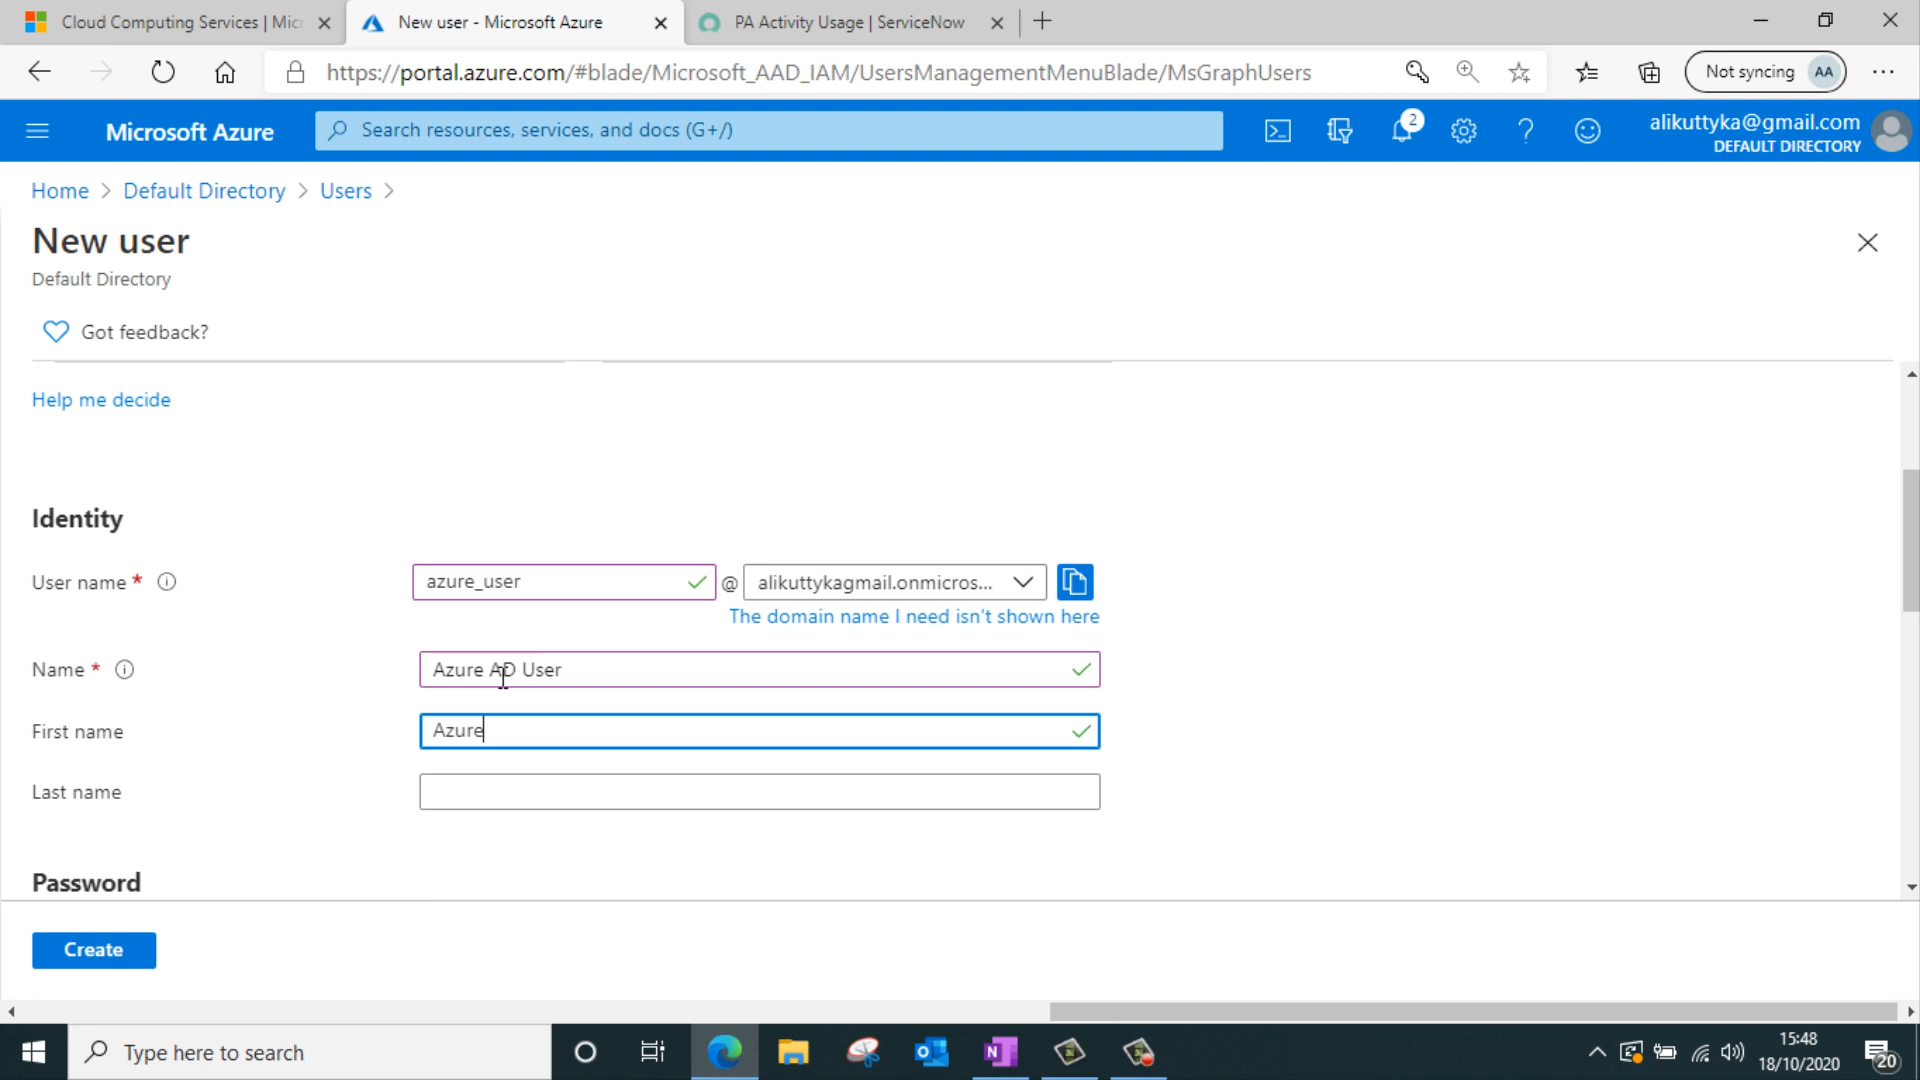 Cloud Computing Services | Mic
New user - Microsoft Azure
PA Activity Usage | ServiceNow
https://portal.azure.com/#blade/Microsoft_AAD_IAM/UsersManagementMenuBlade/MsGraphUsers
Not syncing
AA
Microsoft Azure
Search resources, services, and docs (G+/)
2
alikuttyka@gmail.com
DEFAULT DIRECTORY
Home > Default Directory > Users >
New user
Default Directory
Got feedback?
Help me decide
Identity
User name *
azure_user
@
alikuttykagmail.onmicros...
The domain name I need isn't shown here
Name *
Azure AD User
First name
Azure
Last name
Password
Create
Type here to search
15:48
18/10/2020
20